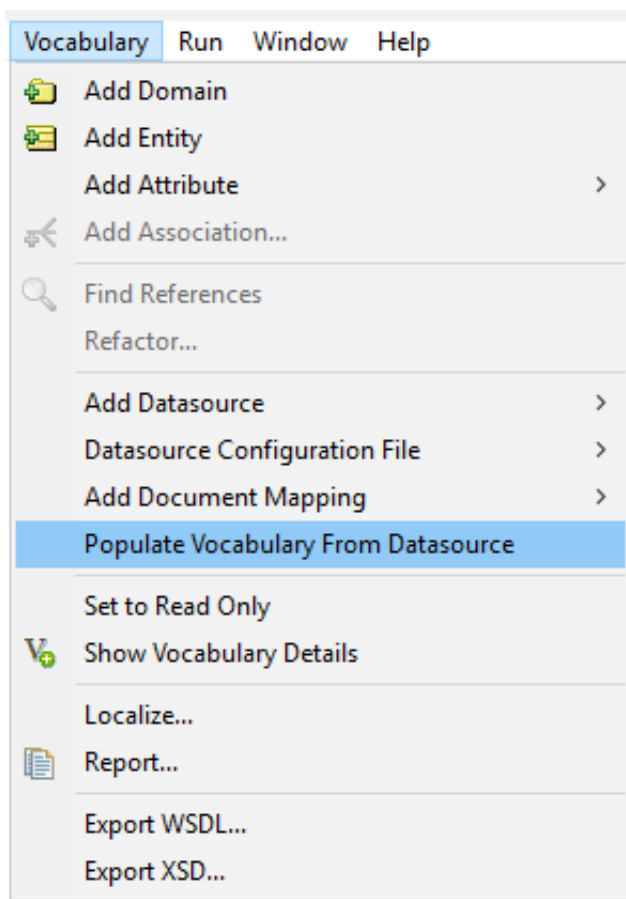 Vocabulary Run Window Help
Add Domain
Add Entity
Add Attribute
Add Association...
Find References
Refactor...
Add Datasource
Datasource Configuration File
Add Document Mapping
Populate Vocabulary From Datasource
Set to Read Only
Show Vocabulary Details
Localize...
Report...
Export WSDL...
Export XSD...